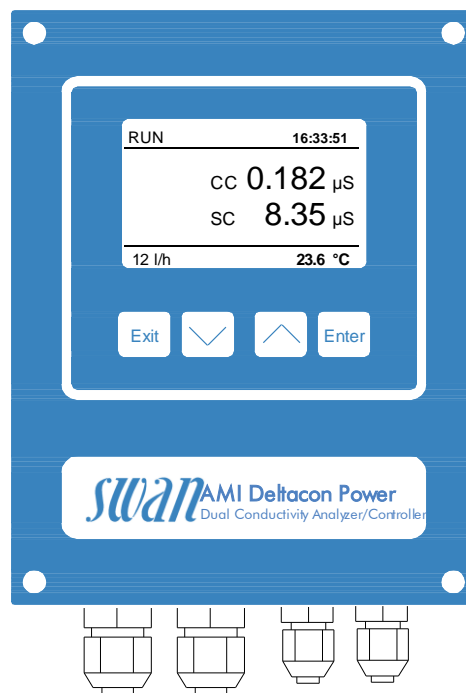 RUN 16:33:51
CC 0.182 µS
SC 8.35 µS
12 l/h 23.6 °C
Exit Enter
swan AMI Deltacon Power
Dual Conductivity Analyzer/Controller